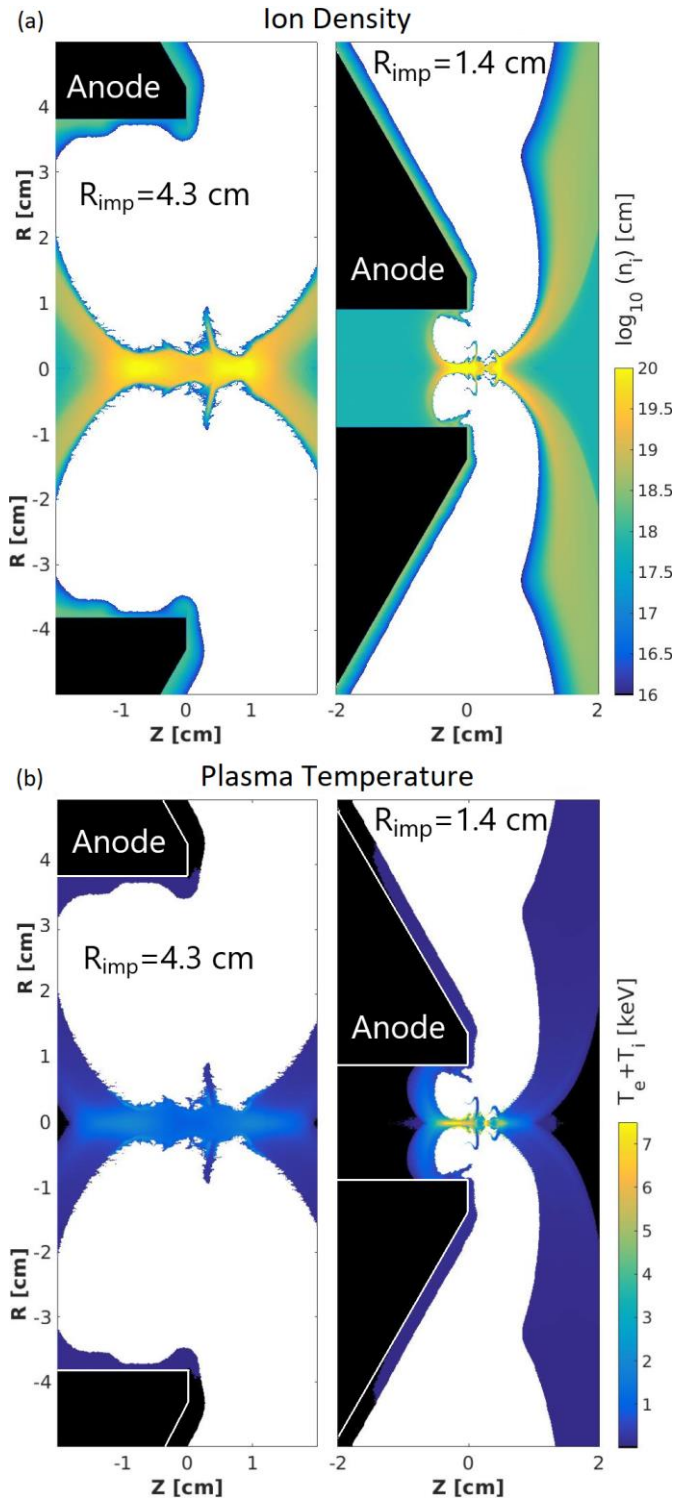 (a) Ion Density
Anode
R_imp=4.3 cm
R_imp=1.4 cm
Anode
R [cm]
4
3
2
1
0
-1
-2
-3
-4
R [cm]
-1 0 1
Z [cm]
-2 0 2
Z [cm]
log_10 (n_i) [cm]
20
19.5
19
18.5
18
17.5
17
16.5
16
(b) Plasma Temperature
Anode
R_imp=4.3 cm
R_imp=1.4 cm
Anode
R [cm]
4
3
2
1
0
-1
-2
-3
-4
R [cm]
-1 0 1
Z [cm]
-2 0 2
Z [cm]
T_e+T_i [keV]
7
6
5
4
3
2
1